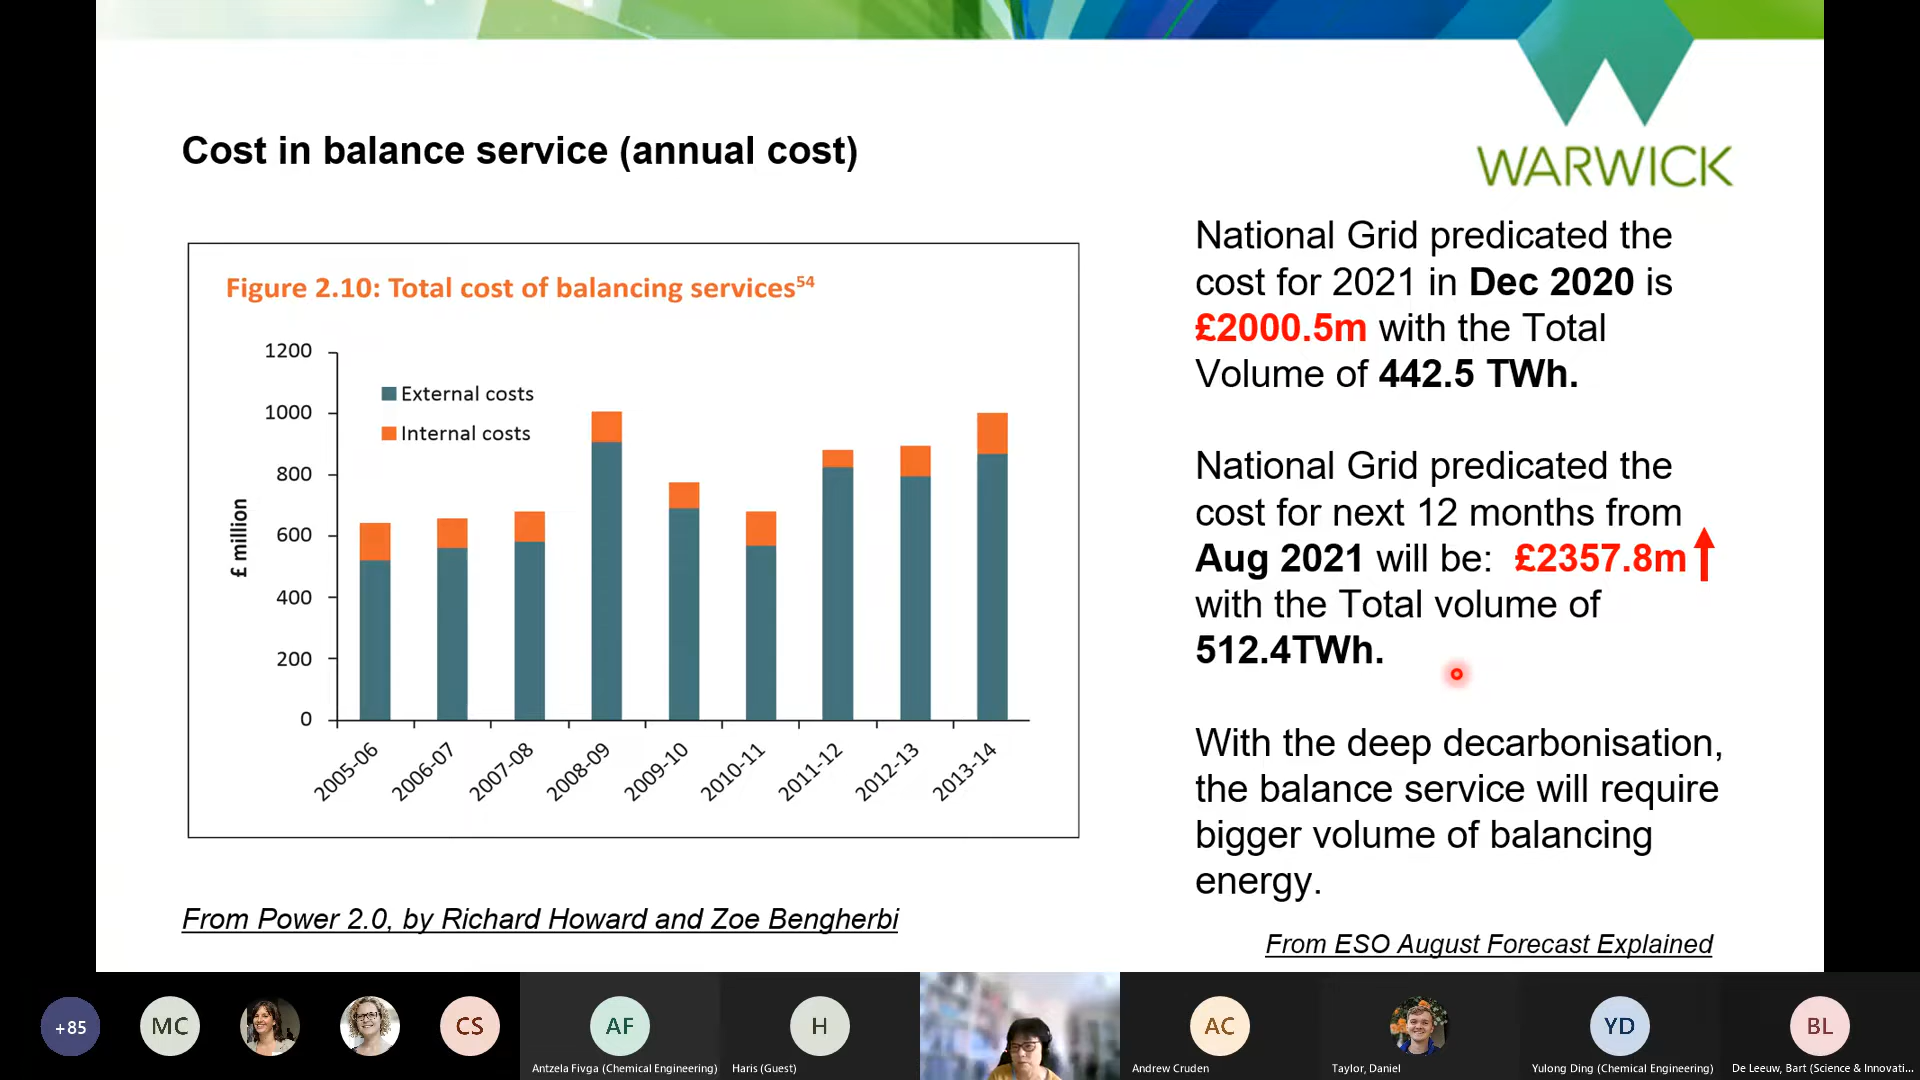 WARWICK
Cost in balance service (annual cost)
Figure 2.10: Total cost of balancing services54
1200
1000
800
600
400
200
0
£ million
External costs
Internal costs
2005-06
2006-07
2007-08
2008-09
2009-10
2010-11
2011-12
2012-13
2013-14
From Power 2.0, by Richard Howard and Zoe Bengherbi
National Grid predicated the
cost for 2021 in Dec 2020 is
£2000.5m with the Total
Volume of 442.5 TWh.
National Grid predicated the
cost for next 12 months from
Aug 2021 will be: £2357.8m
with the Total volume of
512.4TWh.
With the deep decarbonisation,
the balance service will require
bigger volume of balancing
energy.
From ESO August Forecast Explained
+85
MC
CS
AF
Antzela Fivga (Chemical Engineering)
H
Haris (Guest)
AC
Andrew Cruden
Taylor, Daniel
YD
Yulong Ding (Chemical Engineering)
BL
De Leeuw, Bart (Science & Innovati...